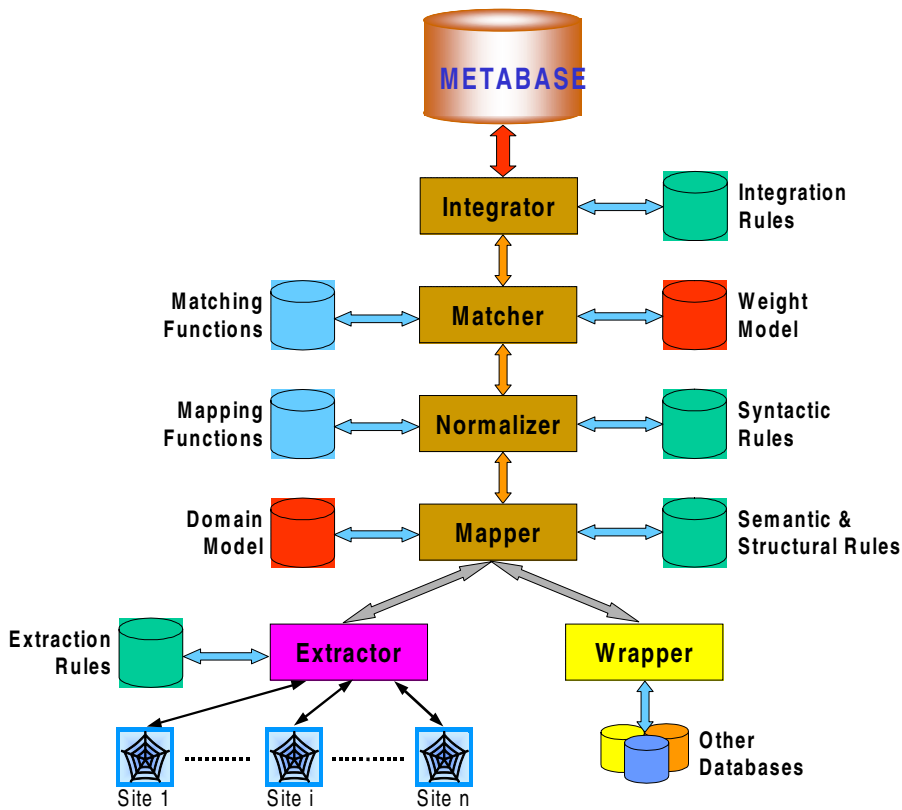 METABASE
Integrator
Integration
Rules
Matching
Functions
Matcher
Weight
Model
Mapping
Functions
Normalizer
Syntactic
Rules
Domain
Model
Mapper
Semantic &
Structural Rules
Extraction
Rules
Extractor
Wrapper
Site 1
Site i
Site n
Other
Databases